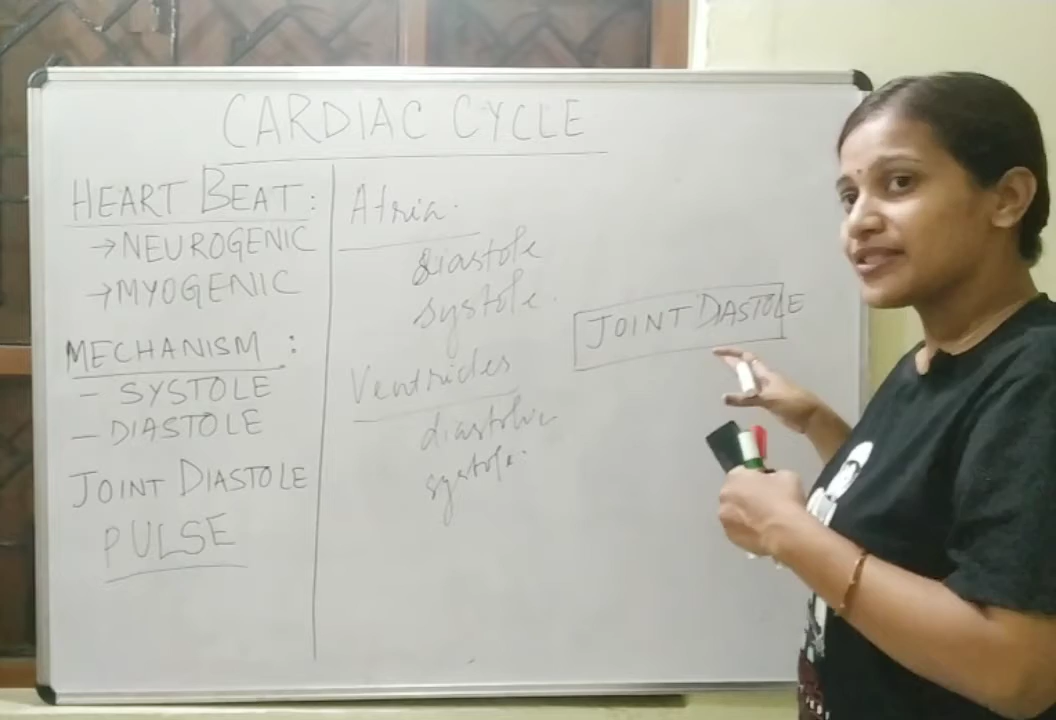 CARDIAC CYCLE
HEART BEAT:
→NEUROGENIC
→MYOGENIC
MECHANISM:
- SYSTOLE
- DIASTOLE
JOINT DIASTOLE
PULSE
Atria.
diastole
systole.
Ventricles
systole.
JOINT DIASTOLE